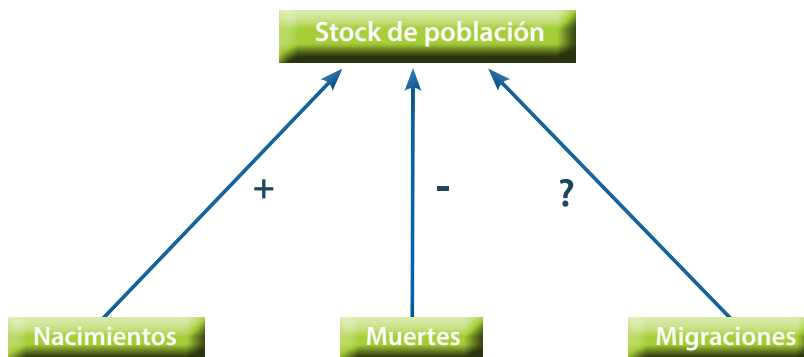 Stock de población
+
-
?
Nacimientos
Muertes
Migraciones